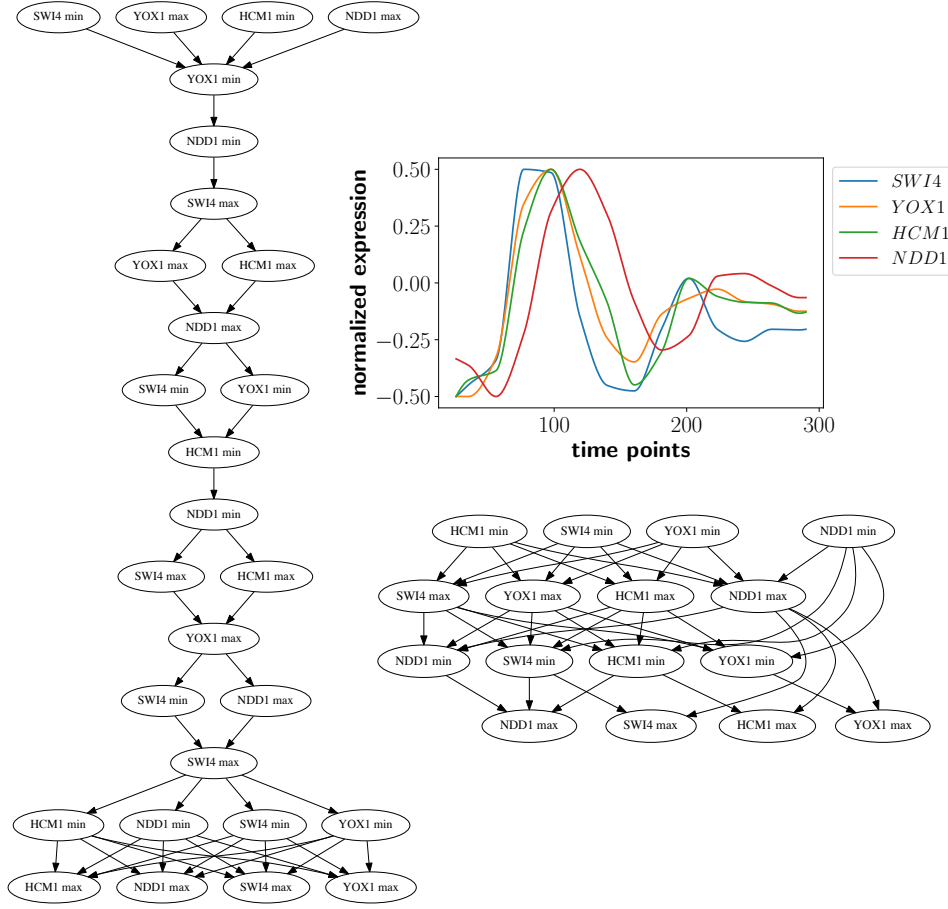 SWI4 min YOX1 max HCM1 min NDD1 max
YOX1 min
NDD1 min
SWI4 max
YOX1 max HCM1 max
NDD1 max
SWI4 min YOX1 min
HCM1 min
NDD1 min
SWI4 max HCM1 max
YOX1 max
SWI4 min NDD1 max
SWI4 max
HCM1 min NDD1 min SWI4 min YOX1 min
HCM1 max NDD1 max SWI4 max YOX1 max
normalized expression
0.50
0.25
0.00
−0.25
−0.50
100 200 300
time points
SWI4
YOX1
HCM1
NDD1
HCM1 min SWI4 min YOX1 min NDD1 min
SWI4 max YOX1 max HCM1 max NDD1 max
NDD1 min SWI4 min HCM1 min YOX1 min
NDD1 max SWI4 max HCM1 max YOX1 max